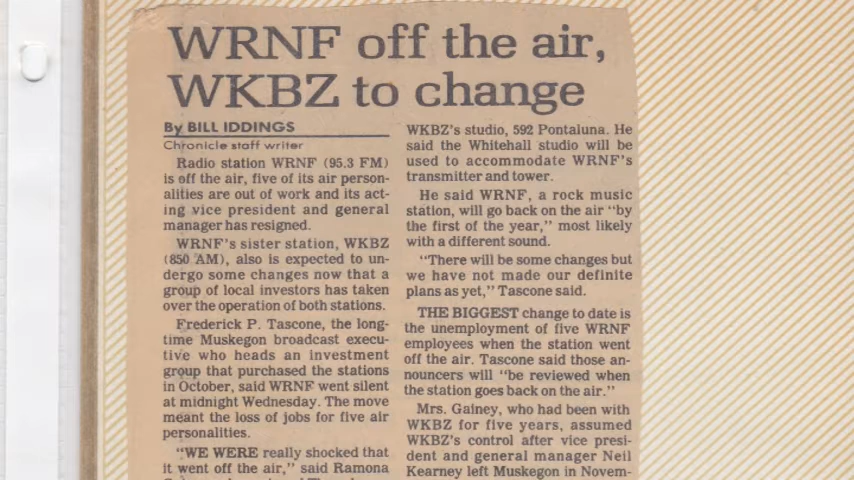 WRNF off the air,
WKBZ to change
By BILL IDDINGS
Chronicle staff writer
Radio station WRNF (95.3 FM)
is off the air, five of its air person-
alities are out of work and its act-
ing vice president and general
manager has resigned.
WRNF's sister station, WKBZ
(850 AM), also is expected to un-
dergo some changes now that a
group of local investors has taken
over the operation of both stations.
Frederick P. Tascone, the long-
time Muskegon broadcast execu-
tive who heads an investment
group that purchased the stations
in October, said WRNF went silent
at midnight Wednesday. The move
meant the loss of jobs for five air
personalities.
"WE WERE really shocked that
it went off the air," said Ramona
WKBZ's studio, 592 Pontaluna. He
said the Whitehall studio will be
used to accommodate WRNF's
transmitter and tower.
He said WRNF, a rock music
station, will go back on the air "by
the first of the year," most likely
with a different sound.
"There will be some changes but
we have not made our definite
plans as yet," Tascone said.
THE BIGGEST change to date is
the unemployment of five WRNF
employees when the station went
off the air. Tascone said those an-
nouncers will "be reviewed when
the station goes back on the air."
Mrs. Gainey, who had been with
WKBZ for five years, assumed
WKBZ's control after vice presi-
dent and general manager Neil
Kearney left Muskegon in Novem-